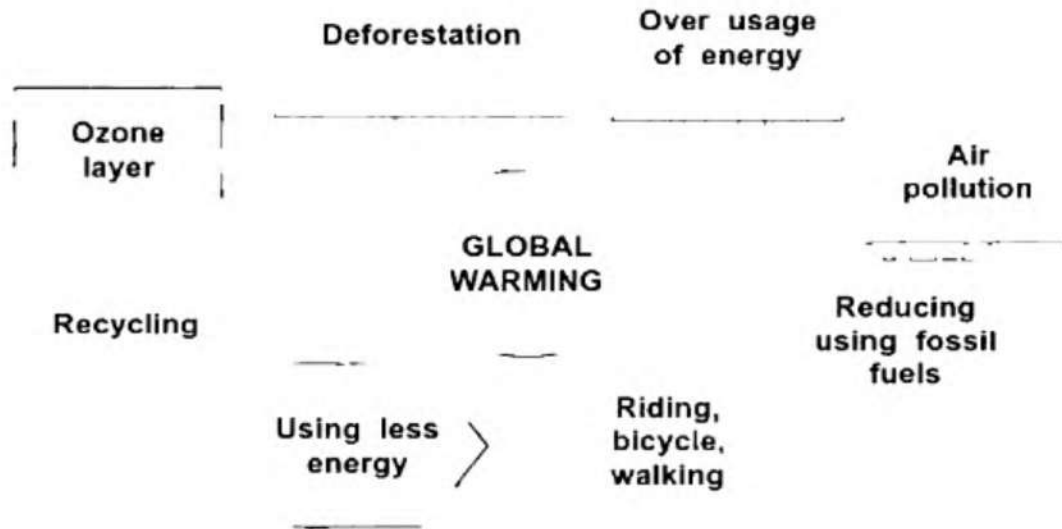 Deforestation
Over usage
of energy
Ozone
layer
Air
pollution
GLOBAL
WARMING
Recycling
Reducing
using fossil
fuels
Using less
energy
Riding,
bicycle,
walking